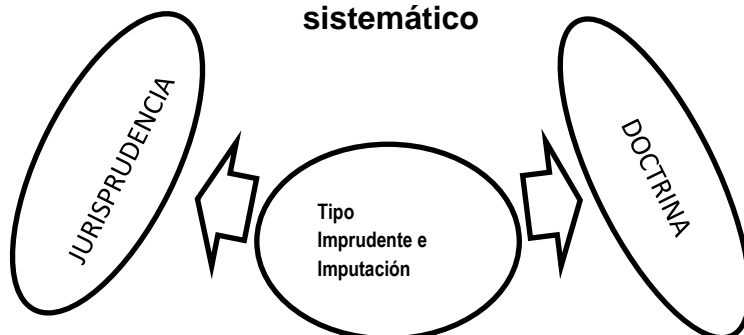 sistemático
JURISPRUDENCIA
DOCTRINA
Tipo
Imprudente e
Imputación